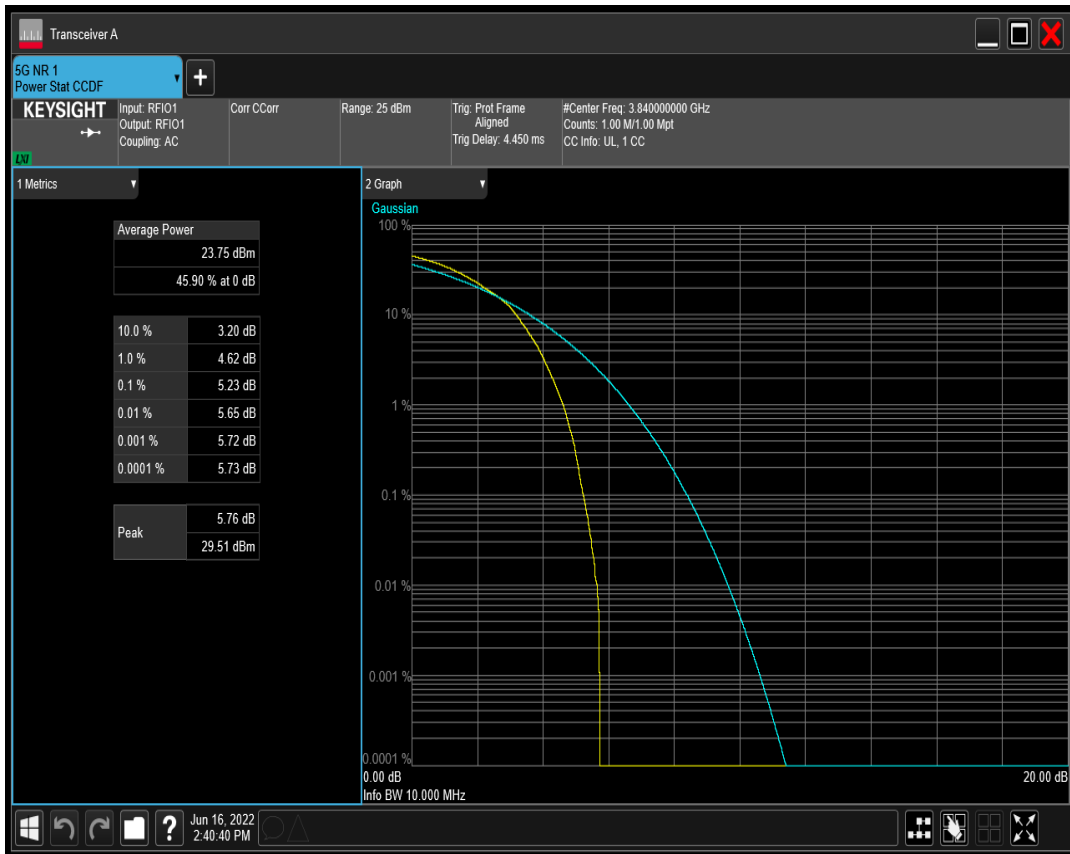 Transceiver A
5G NR 1
Power Stat CCDF
+
KEYSIGHT
LXI
Input: RFIO1
Output: RFIO1
Coupling: AC
Corr CCorr
Range: 25 dBm
Trig: Prot Frame
Aligned
Trig Delay: 4.450 ms
#Center Freq: 3.840000000 GHz
Counts: 1.00 M/1.00 Mpt
CC Info: UL, 1 CC
1 Metrics
Average Power
23.75 dBm
45.90 % at 0 dB
10.0 % 3.20 dB
1.0 % 4.62 dB
0.1 % 5.23 dB
0.01 % 5.65 dB
0.001 % 5.72 dB
0.0001 % 5.73 dB
Peak
5.76 dB
29.51 dBm
2 Graph
Gaussian
100 %
10 %
1 %
0.1 %
0.01 %
0.001 %
0.0001 %
0.00 dB 20.00 dB
Info BW 10.000 MHz
?
Jun 16, 2022
2:40:40 PM